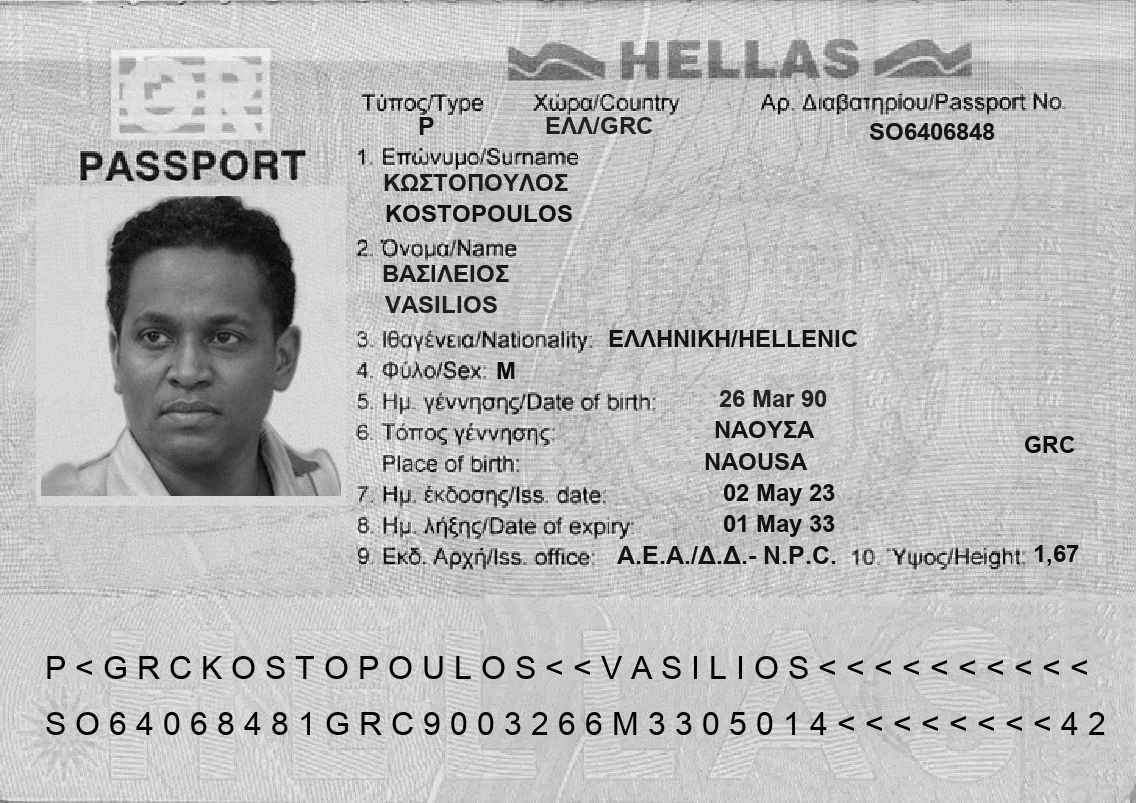 GR
HELLAS
PASSPORT
Τύπος/Type Χώρα/Country Αρ. Διαβατηρίου/Passport No.
P ΕΛΛ/GRC SO6406848
1. Επώνυμο/Surname
ΚΩΣΤΟΠΟΥΛΟΣ
KOSTOPOULOS
2. Όνομα/Name
ΒΑΣΙΛΕΙΟΣ
VASILIOS
3. Ιθαγένεια/Nationality: ΕΛΛΗΝΙΚΗ/HELLENIC
4. Φύλο/Sex: M
5. Ημ. γέννησης/Date of birth: 26 Mar 90
6. Τόπος γέννησης: ΝΑΟΥΣΑ
Place of birth: NAOUSA GRC
7. Ημ. έκδοσης/Iss. date: 02 May 23
8. Ημ. λήξης/Date of expiry: 01 May 33
9 Εκδ. Αρχή/Iss. office: Α.Ε.Α./Δ.Δ.- N.P.C. 10. Ύψος/Height: 1,67
HELLAS
P<GRCKOSTOPOULOS<<VASILIOS<<<<<<<<<<
SO64068481GRC9003266M3305014<<<<<<<<42